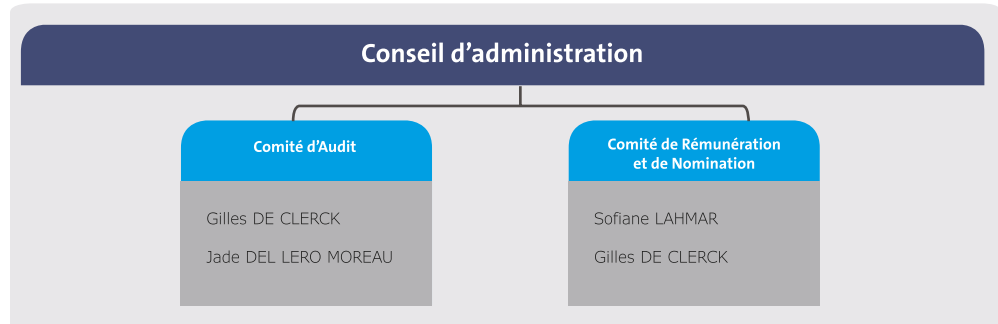 Conseil d’administration
Comité d’Audit
Gilles DE CLERCK
Jade DEL LERO MOREAU
Comité de Rémunération
et de Nomination
Sofiane LAHMAR
Gilles DE CLERCK